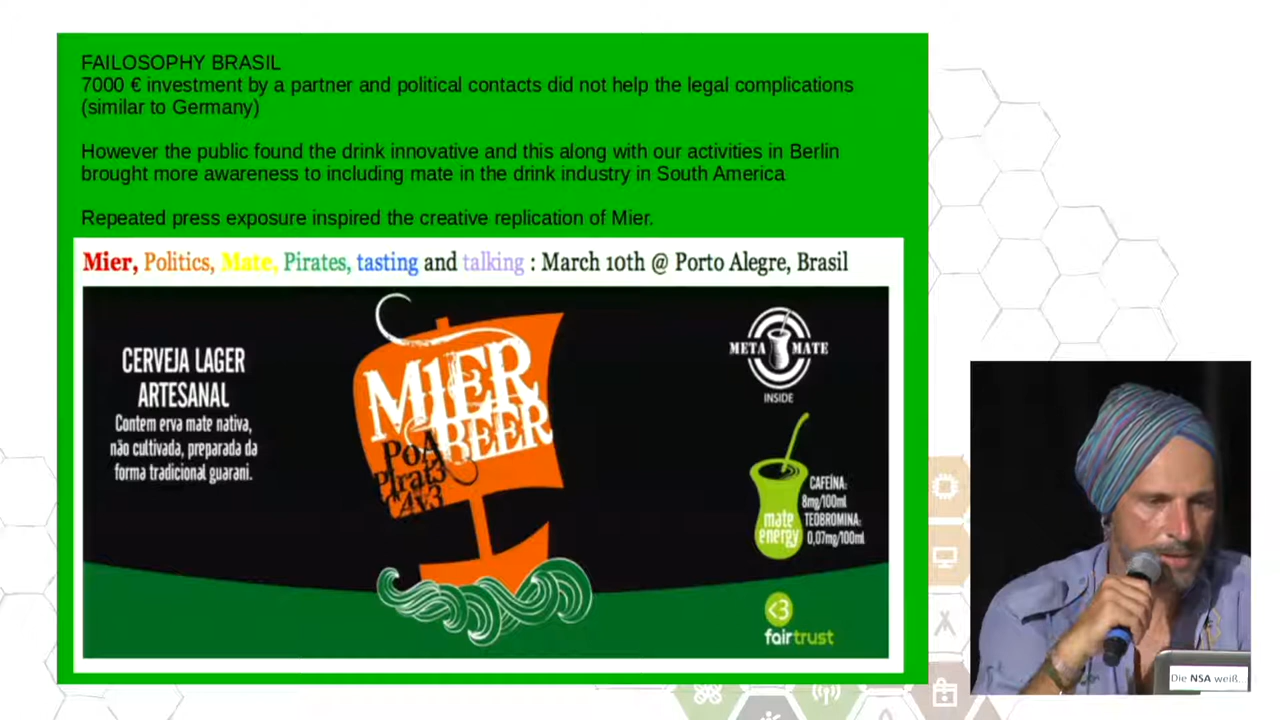 FAILOSOPHY BRASIL
7000 € investment by a partner and political contacts did not help the legal complications
(similar to Germany)
However the public found the drink innovative and this along with our activities in Berlin
brought more awareness to including mate in the drink industry in South America
Repeated press exposure inspired the creative replication of Mier.
Mier, Politics, Mate, Pirates, tasting and talking : March 10th @ Porto Alegre, Brasil
CERVEJA LAGER
ARTESANAL
Contem erva mate nativa,
não cultivada, preparada da
forma tradicional guarani.
MIER
BEER
PoA
PIrat3
META MATE
INSIDE
mate
energy
CAFEÍNA:
8mg/100ml
TEOBROMINA:
0,07mg/100ml
<3
fairtrust
Die NSA weiß...